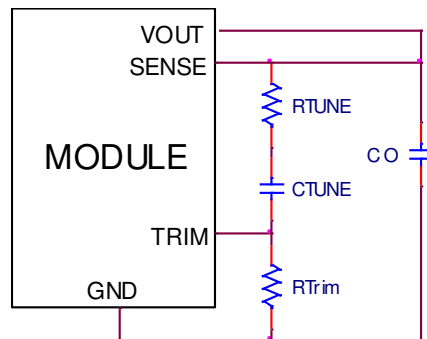 VOUT
SENSE
RTUNE
MODULE
CO
CTUNE
TRIM
GND
RTrim